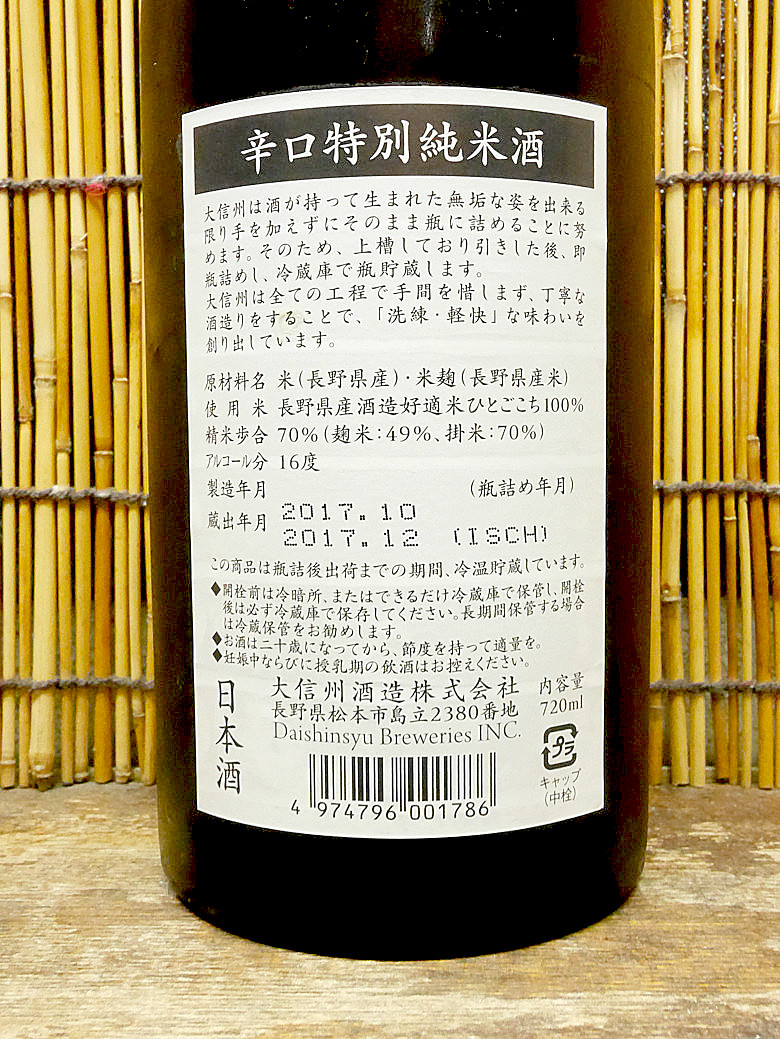 辛口特別純米酒
大信州は酒が持って生まれた無垢な姿を出来る
限り手を加えずにそのまま瓶に詰めることに努
めます。そのため、上槽しており引きした後、即
瓶詰めし、冷蔵庫で瓶貯蔵します。
大信州は全ての工程で手間を惜しまず、丁寧な
酒造りをすることで、「洗練・軽快」な味わいを
創り出しています。
原材料名 米(長野県産)・米麹(長野県産米)
使用米 長野県産酒造好適米ひとごこち100%
精米歩合 70%(麹米:49%、掛米:70%)
アルコール分 16度
製造年月 (瓶詰め年月)
2017.10
蔵出年月
2017.12 (ISCH)
この商品は瓶詰後出荷までの期間、冷温貯蔵しています。
◆開栓前は冷暗所、またはできるだけ冷蔵庫で保管し、開栓
後は必ず冷蔵庫で保存してください。長期間保管する場合
は冷蔵保管をお勧めします。
◆お酒は二十歳になってから、節度を持って適量を。
◆妊娠中ならびに授乳期の飲酒はお控えください。
日本酒
大信州酒造株式会社
長野県松本市島立2380番地
Daishinsyu Breweries INC.
内容量
720ml
プラ
キャップ
(中栓)
4 974796 001786